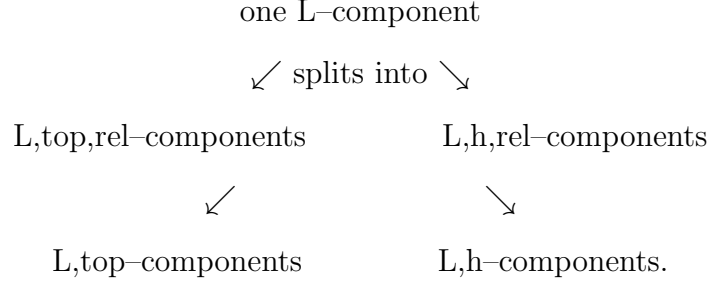 one L–component
↙ splits into ↘
L,top,rel–components L,h,rel–components
↙ ↘
L,top–components L,h–components.